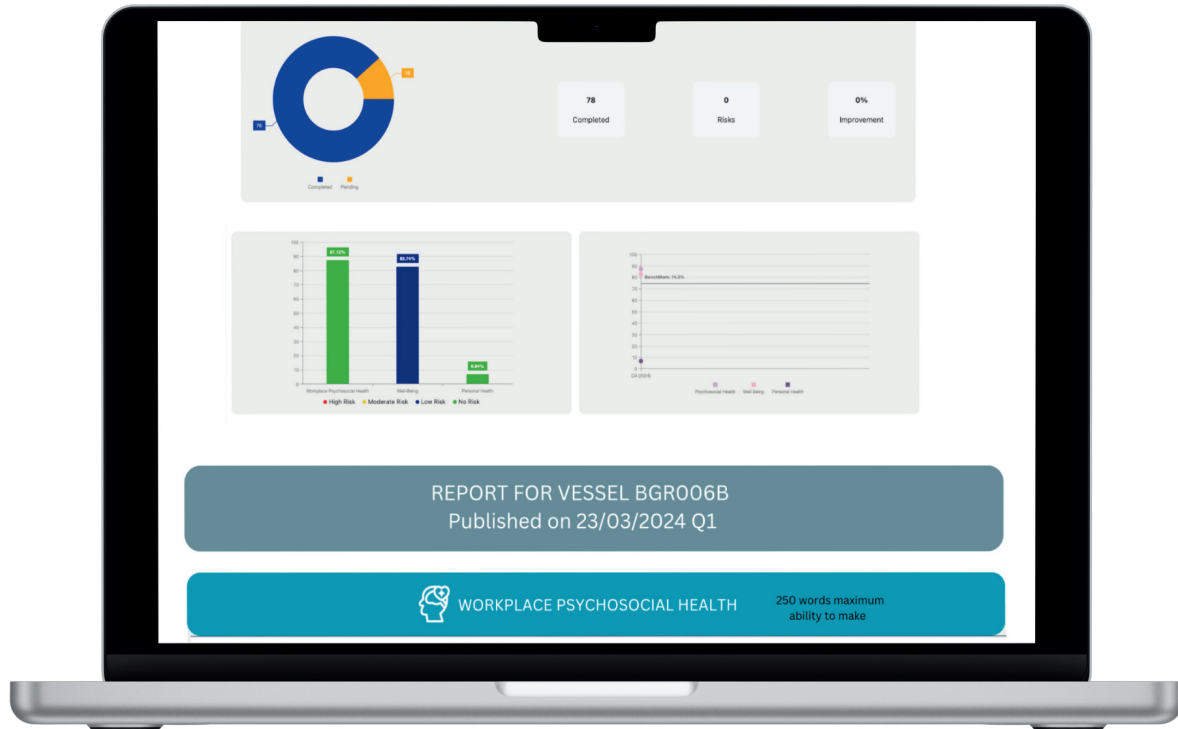 10
78
Completed Pending
78
Completed
0
Risks
0%
Improvement
100
90
80
70
60
50
40
30
20
10
0
87,12%
82,74%
6,84%
Workplace Psychosocial Health Well-Being Personal Health
High Risk Moderate Risk Low Risk No Risk
100
90
80
70
60
50
40
30
20
10
0
Psychosocial Health Well Being Personal Health
REPORT FOR VESSEL BGR006B
Published on 23/03/2024 Q1
WORKPLACE PSYCHOSOCIAL HEALTH
250 words maximum
ability to make